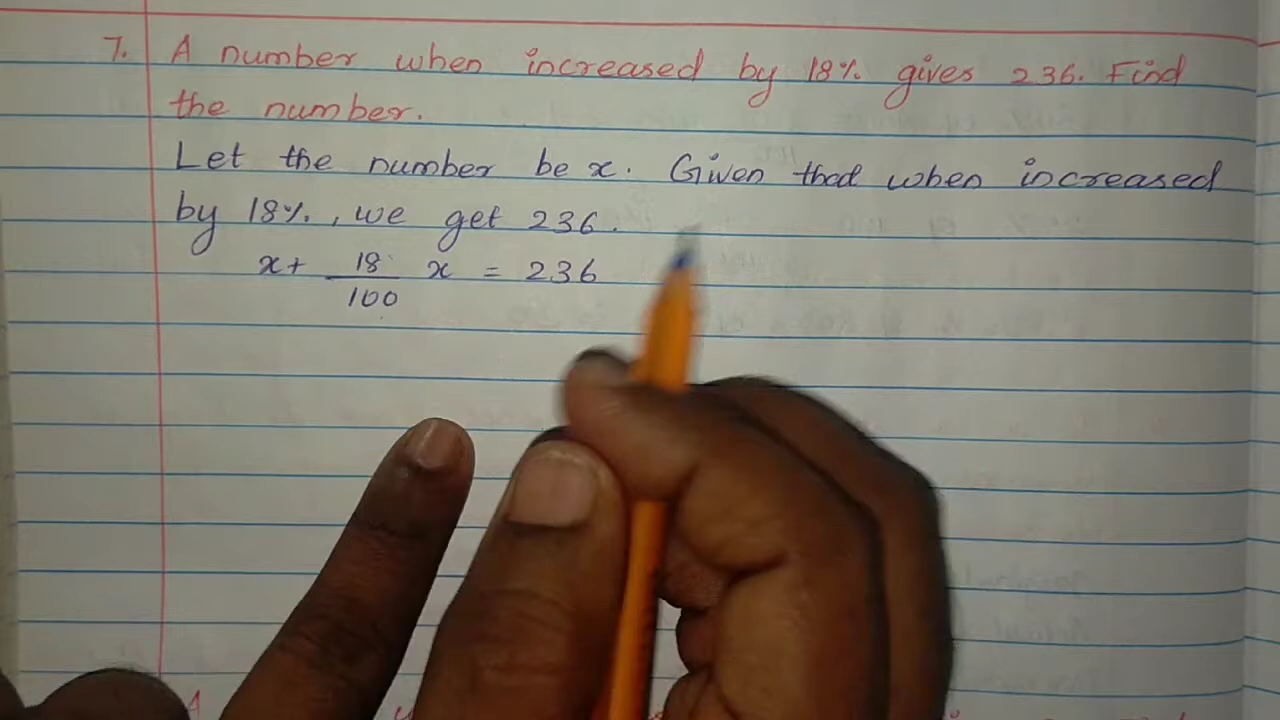 7. A number when increased by 18% gives 236. Find
the number.
Let the number be x. Given that when increased
by 18%, we get 236.
x + 18/100 x = 236
A